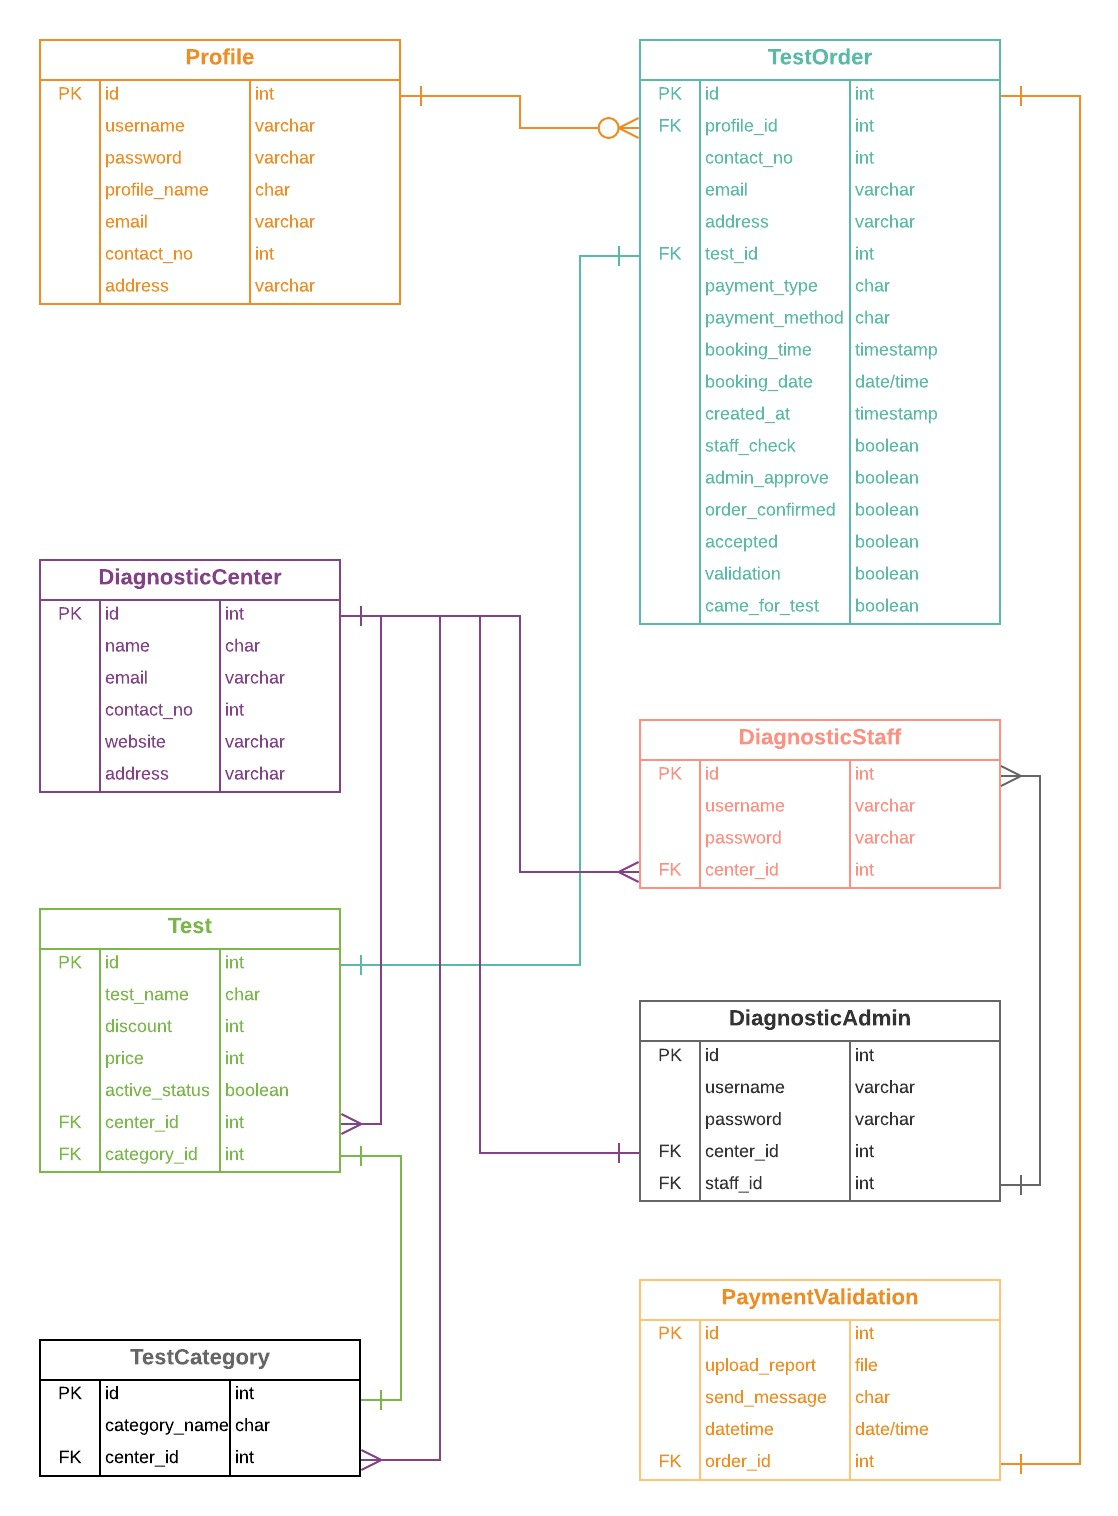 Profile
PK id int
username varchar
password varchar
profile_name char
email varchar
contact_no int
address varchar
TestOrder
PK id int
FK profile_id int
contact_no int
email varchar
address varchar
FK test_id int
payment_type char
payment_method char
booking_time timestamp
booking_date date/time
created_at timestamp
staff_check boolean
admin_approve boolean
order_confirmed boolean
accepted boolean
validation boolean
came_for_test boolean
DiagnosticCenter
PK id int
name char
email varchar
contact_no int
website varchar
address varchar
DiagnosticStaff
PK id int
username varchar
password varchar
FK center_id int
Test
PK id int
test_name char
discount int
price int
active_status boolean
FK center_id int
FK category_id int
DiagnosticAdmin
PK id int
username varchar
password varchar
FK center_id int
FK staff_id int
TestCategory
PK id int
category_name char
FK center_id int
PaymentValidation
PK id int
upload_report file
send_message char
datetime date/time
FK order_id int